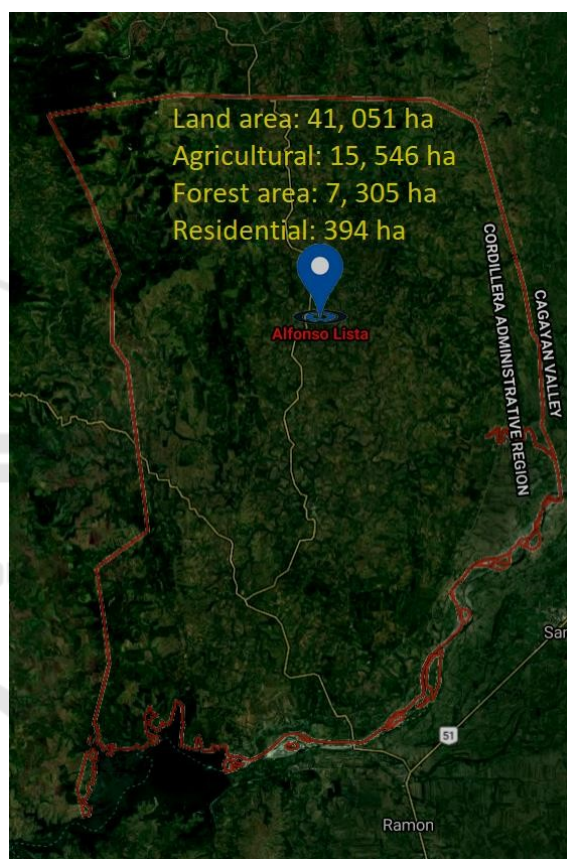 Land area: 41, 051 ha
Agricultural: 15, 546 ha
Forest area: 7, 305 ha
Residential: 394 ha
Alfonso Lista
CORDILLERA ADMINISTRATIVE REGION
CAGAYAN VALLEY
San
51
Ramon